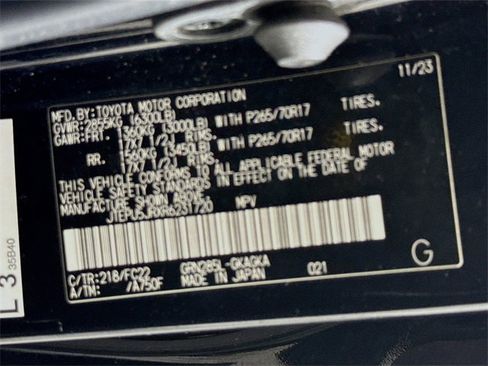 11/23
MFD.BY:TOYOTA MOTOR CORPORATION
GVWR:2855KG (6300LB)
GAWR:FRT. 1360KG (3000LB) WITH P265/70R17 TIRES.
17X7 1/2J RIMS.
RR. 1560KG (3450LB) WITH P265/70R17 TIRES.
17X7 1/2J RIMS.
THIS VEHICLE CONFORMS TO ALL APPLICABLE FEDERAL MOTOR
VEHICLE SAFETY STANDARDS IN EFFECT ON THE DATE OF
MANUFACTURE SHOWN ABOVE.
MPV
C/TR:218/FC22 GRN285L-GKAGKA
A/TM: /A750F MADE IN JAPAN 021
G
L 3
35B40